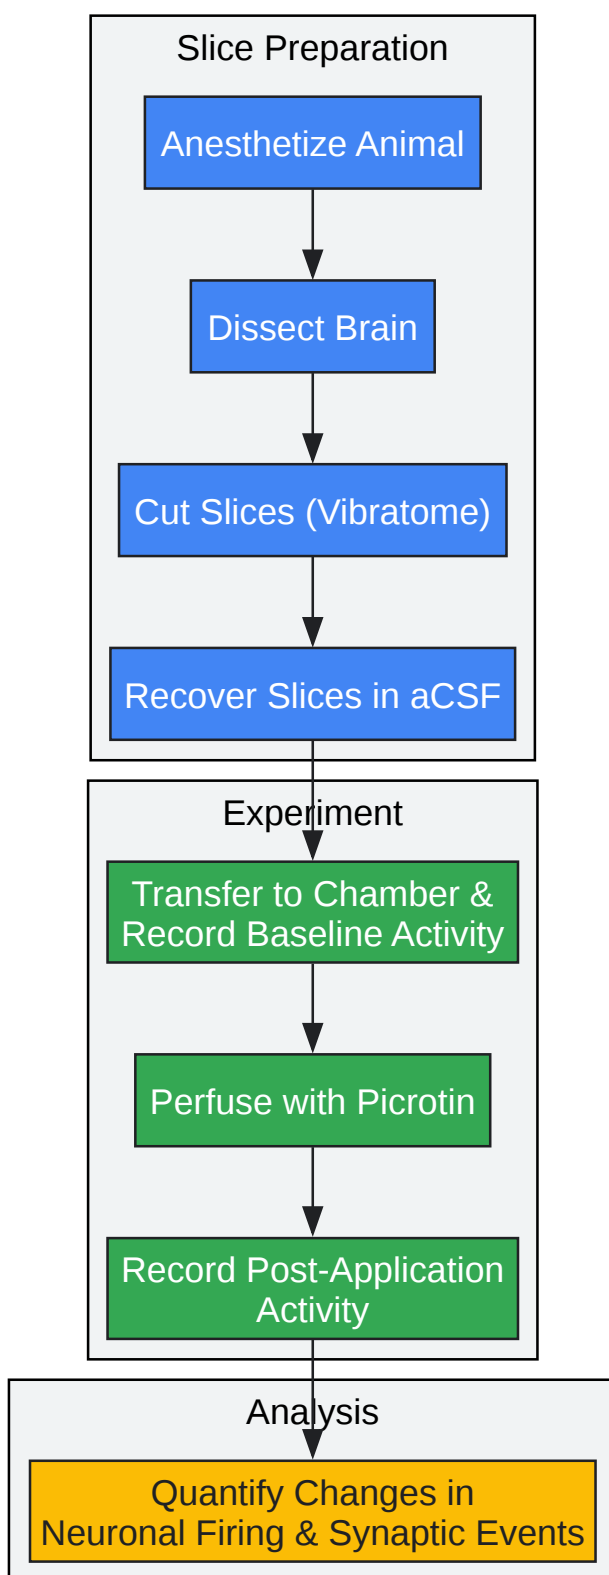 Slice Preparation
Anesthetize Animal
Dissect Brain
Cut Slices (Vibratome)
Recover Slices in aCSF
Experiment
Transfer to Chamber &
Record Baseline Activity
Perfuse with Picrotin
Record Post-Application
Activity
Analysis
Quantify Changes in
Neuronal Firing & Synaptic Events